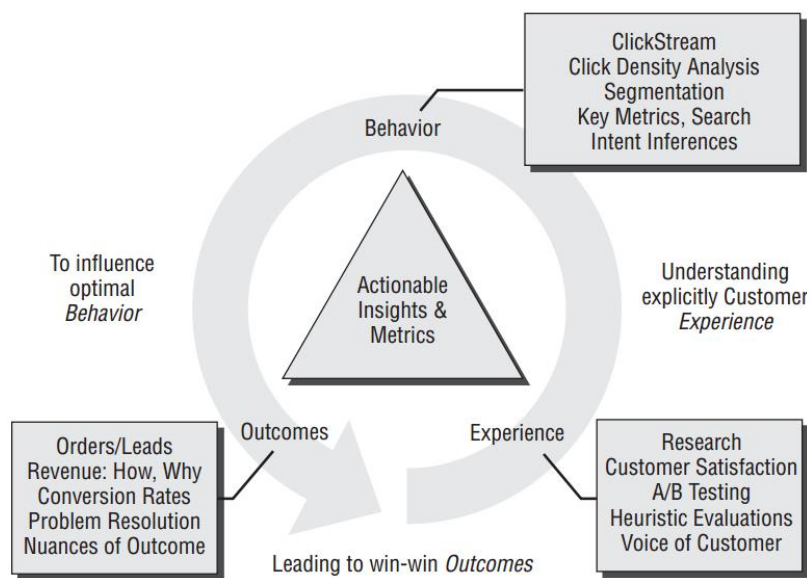 ClickStream
Click Density Analysis
Segmentation
Key Metrics, Search
Intent Inferences
Behavior
To influence
optimal
Behavior
Actionable
Insights &
Metrics
Understanding
explicitly Customer
Experience
Outcomes
Experience
Orders/Leads
Revenue: How, Why
Conversion Rates
Problem Resolution
Nuances of Outcome
Research
Customer Satisfaction
A/B Testing
Heuristic Evaluations
Voice of Customer
Leading to win-win Outcomes